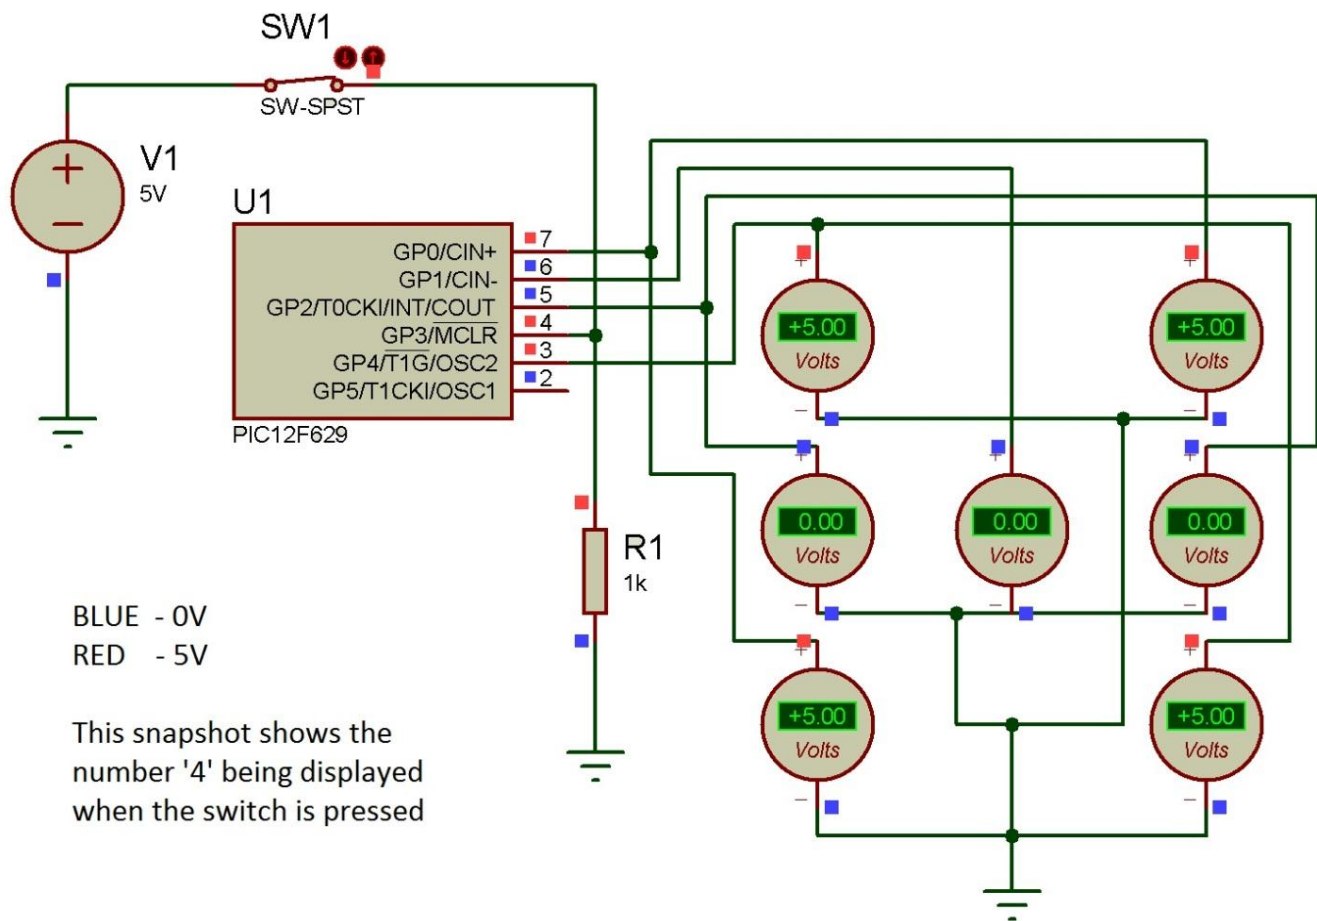 SW1
SW-SPST
V1
5V
U1
GP0/CIN+
7
GP1/CIN-
6
GP2/T0CKI/INT/COUT
5
GP3/MCLR
4
GP4/T1G/OSC2
3
GP5/T1CKI/OSC1
2
PIC12F629
R1
1k
+5.00
Volts
+5.00
Volts
0.00
Volts
0.00
Volts
0.00
Volts
+5.00
Volts
+5.00
Volts
BLUE - 0V
RED - 5V
This snapshot shows the
number '4' being displayed
when the switch is pressed